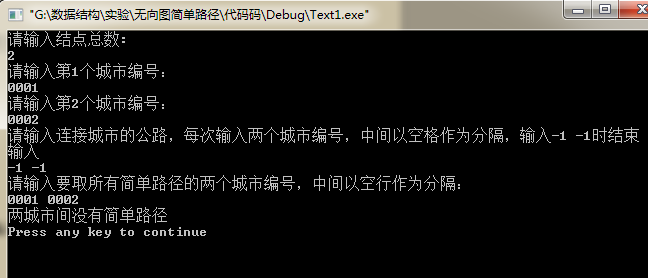 "G:\数据结构\实验\无向图简单路径\代码码\Debug\Text1.exe"
请输入结点总数：
2
请输入第1个城市编号：
0001
请输入第2个城市编号：
0002
请输入连接城市的公路，每次输入两个城市编号，中间以空格作为分隔，输入-1 -1时结束
输入
-1 -1
请输入要取所有简单路径的两个城市编号，中间以空行作为分隔：
0001 0002
两城市间没有简单路径
Press any key to continue